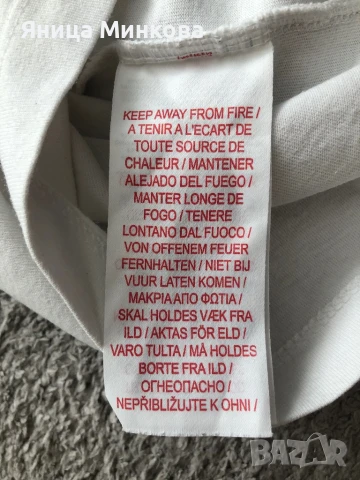 Яница Минкова
KEEP AWAY FROM FIRE /
A TENIR A L'ECART DE
TOUTE SOURCE DE
CHALEUR / MANTENER
ALEJADO DEL FUEGO /
MANTER LONGE DE
FOGO / TENERE
LONTANO DAL FUOCO /
VON OFFENEM FEUER
FERNHALTEN / NIET BIJ
VUUR LATEN KOMEN /
ΜΑΚΡΙΑ ΑΠΟ ΦΩΤΙΑ /
SKAL HOLDES VÆK FRA
ILD / AKTAS FÖR ELD /
VARO TULTA / MÅ HOLDES
BORTE FRA ILD /
ОГНЕОПАСНО /
NEPŘIBLIŽUJTE K OHNI /
BAZAR